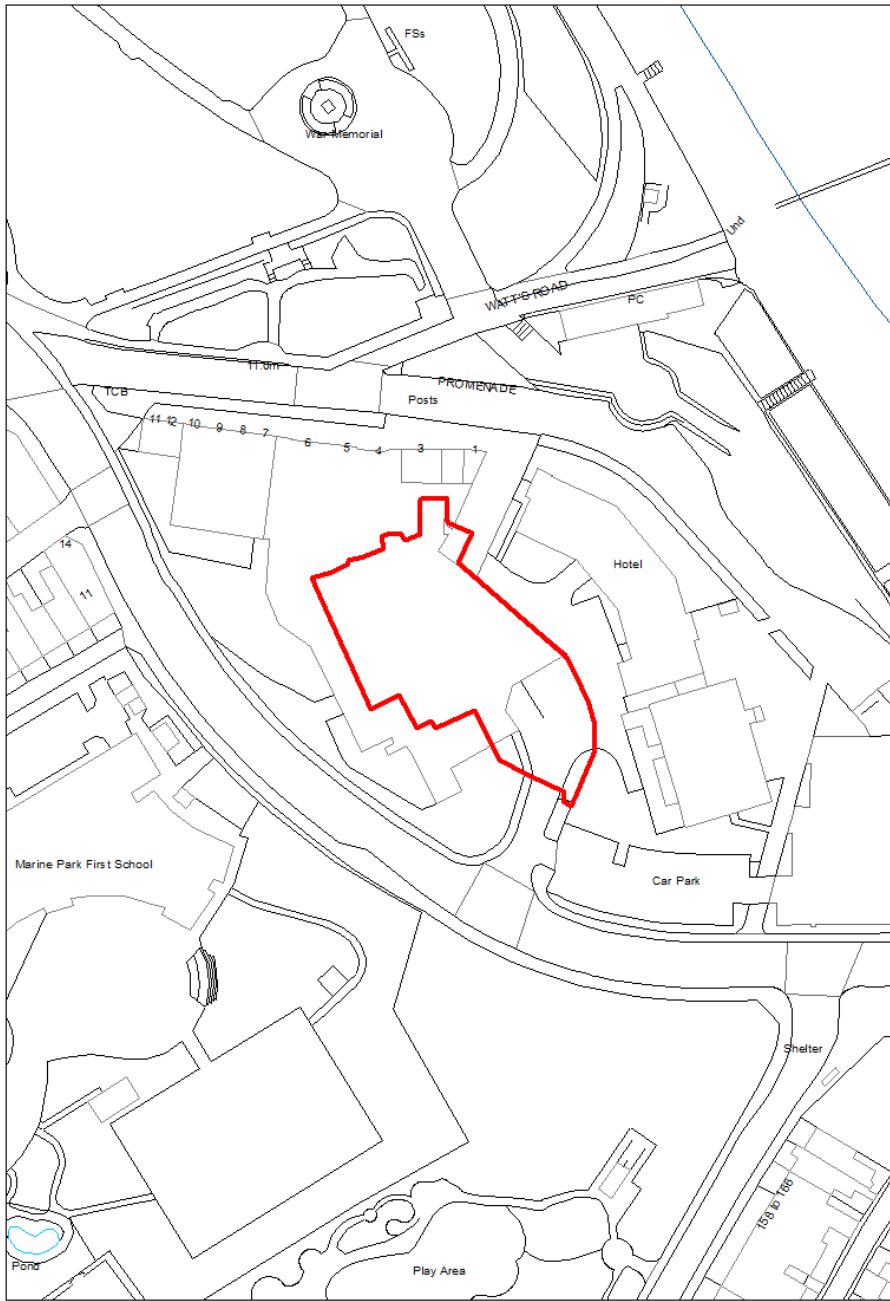 FSs
War Memorial
Und
WATT'S ROAD
PC
11.0m
PROMENADE
TCB
Posts
11 12 10 9 8 7 6 5 4 3 1
14
11
Hotel
Marine Park First School
Car Park
Shelter
158 to 166
Pond
Play Area